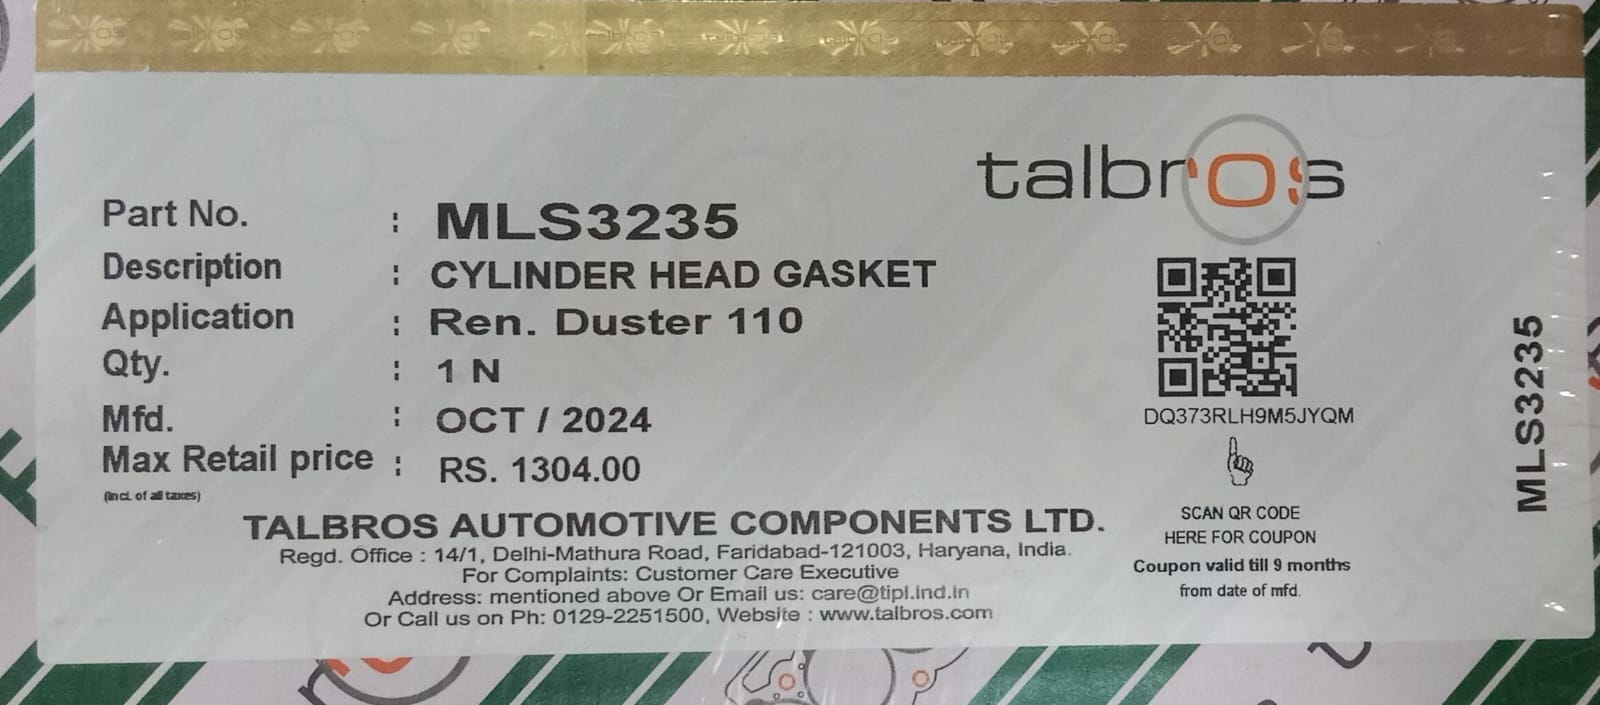 talbros
Part No. : MLS3235
Description : CYLINDER HEAD GASKET
Application : Ren. Duster 110
Qty. : 1 N
Mfd. : OCT / 2024
Max Retail price : RS. 1304.00
(incl. of all taxes)
TALBROS AUTOMOTIVE COMPONENTS LTD.
Regd. Office : 14/1, Delhi-Mathura Road, Faridabad-121003, Haryana, India.
For Complaints: Customer Care Executive
Address: mentioned above Or Email us: care@tipl.ind.in
Or Call us on Ph: 0129-2251500, Website : www.talbros.com
DQ373RLH9M5JYQM
SCAN QR CODE
HERE FOR COUPON
Coupon valid till 9 months
from date of mfd.
MLS3235